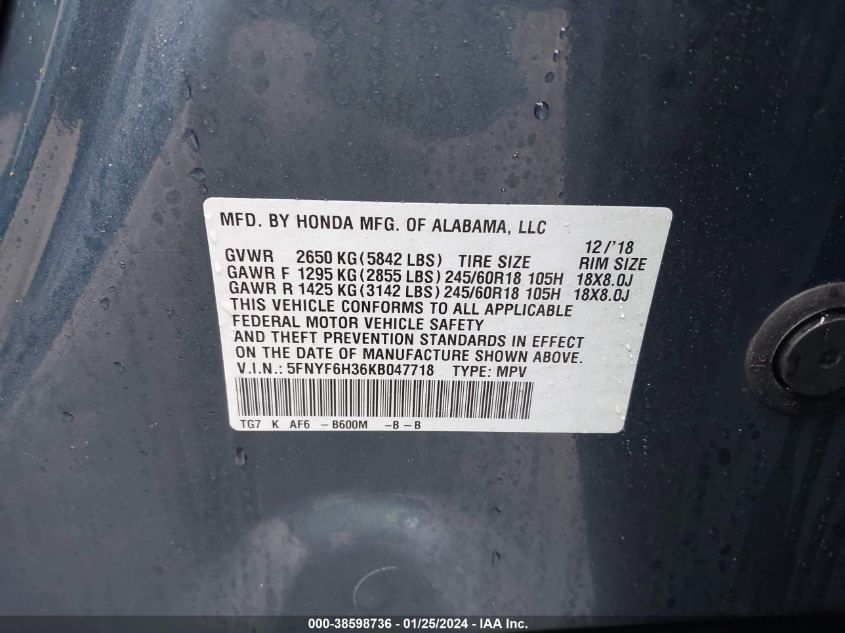 MFD. BY HONDA MFG. OF ALABAMA, LLC
12/'18
GVWR 2650 KG(5842 LBS) TIRE SIZE RIM SIZE
GAWR F 1295 KG(2855 LBS) 245/60R18 105H 18X8.0J
GAWR R 1425 KG(3142 LBS) 245/60R18 105H 18X8.0J
THIS VEHICLE CONFORMS TO ALL APPLICABLE
FEDERAL MOTOR VEHICLE SAFETY
AND THEFT PREVENTION STANDARDS IN EFFECT
ON THE DATE OF MANUFACTURE SHOWN ABOVE.
V.I.N.: 5FNYF6H36KB047718 TYPE: MPV
TG7 K AF6 -B600M -B-B
000-38598736 - 01/25/2024 - IAA Inc.